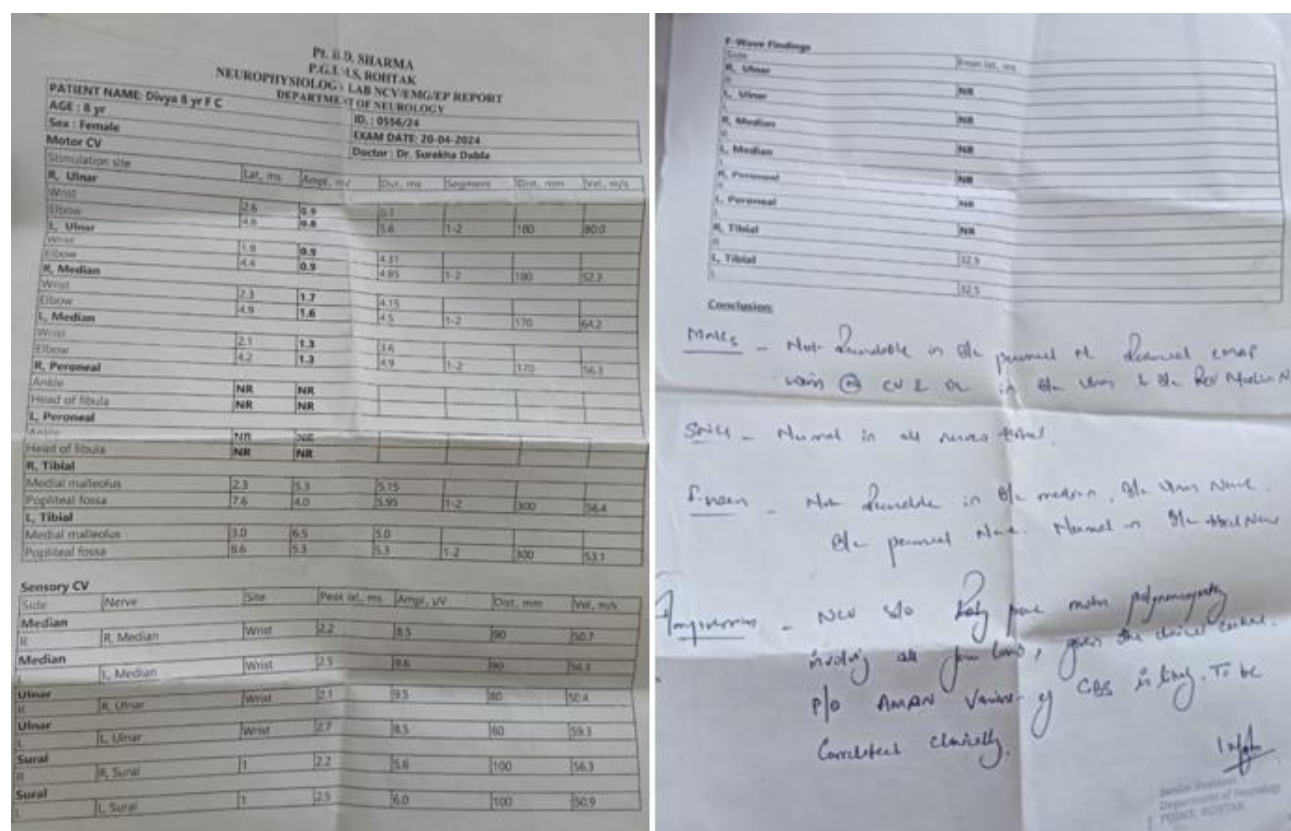 Pt. B.D. SHARMA
P.G.I.M.S, ROHTAK
NEUROPHYSIOLOGY LAB NCV/EMG/EP REPORT
DEPARTMENT OF NEUROLOGY
PATIENT NAME: Divya 8 yr F C
AGE : 8 yr
ID. : 0556/24
Sex : Female
EXAM DATE: 20-04-2024
Doctor : Dr. Surekha Dabla
Motor CV
Stimulation site Lat, ms Ampl, mV Dur, ms Segment Dist, mm Vel, m/s
R, Ulnar
Wrist 2.6 0.9 5.1
Elbow 4.8 0.8 5.6 1-2 180 80.0
L, Ulnar
Wrist 1.9 0.9 4.31
Elbow 4.4 0.9 4.85 1-2 180 52.3
R, Median
Wrist 2.3 1.7 4.15
Elbow 4.9 1.6 4.5 1-2 170 64.2
L, Median
Wrist 2.1 1.3 3.6
Elbow 4.2 1.3 4.9 1-2 170 56.3
R, Peroneal
Ankle NR NR
Head of fibula NR NR
L, Peroneal
Ankle NR NR
Head of fibula NR NR
R, Tibial
Medial malleolus 2.3 5.3 5.15
Popliteal fossa 7.6 4.0 5.95 1-2 300 56.4
L, Tibial
Medial malleolus 3.0 6.5 5.0
Popliteal fossa 8.6 5.3 5.3 1-2 300 53.1
Sensory CV
Side Nerve Site Peak lat, ms Ampl, µV Dist, mm Vel, m/s
Median
R R, Median Wrist 2.2 8.5 90 50.7
Median
L L, Median Wrist 2.5 9.6 90 56.3
Ulnar
R R, Ulnar Wrist 2.1 9.5 80 50.4
Ulnar
L L, Ulnar Wrist 2.7 8.5 60 59.3
Sural
R R, Sural 1 2.2 5.6 100 56.3
Sural
L L, Sural 1 2.5 6.0 100 50.9
F-Wave Findings
Side Fmean lat, ms
R, Ulnar
R NR
L, Ulnar
L NR
R, Median
R NR
L, Median
L NR
R, Peroneal
R NR
L, Peroneal
L NR
R, Tibial
R 32.9
L, Tibial
L 32.5
Conclusion:
MNCS - Not Recordable in B/L peroneal N. Reduced CMAP
CV & DL in B/L Ulnar & B/L Median N
SNCS - Normal in all nerves tested.
F-wave - Not Recordable in B/L median, B/L Ulnar Nerve.
B/L peroneal Nerve. Normal in B/L tibial Nerve
Impression - NCV s/o pure motor polyneuropathy
involving all four limbs, given the clinical context.
P/o AMAN Variant of GBS is likely. To be
Correlated clinically.
Senior Resident
Department of Neurology
PGIMS, ROHTAK